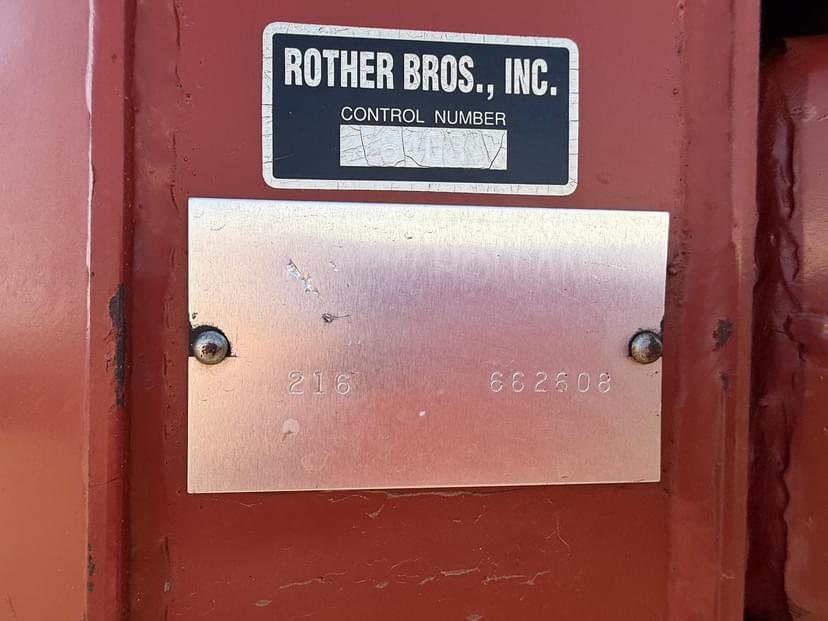 ROTHER BROS., INC.
CONTROL NUMBER
216 662608